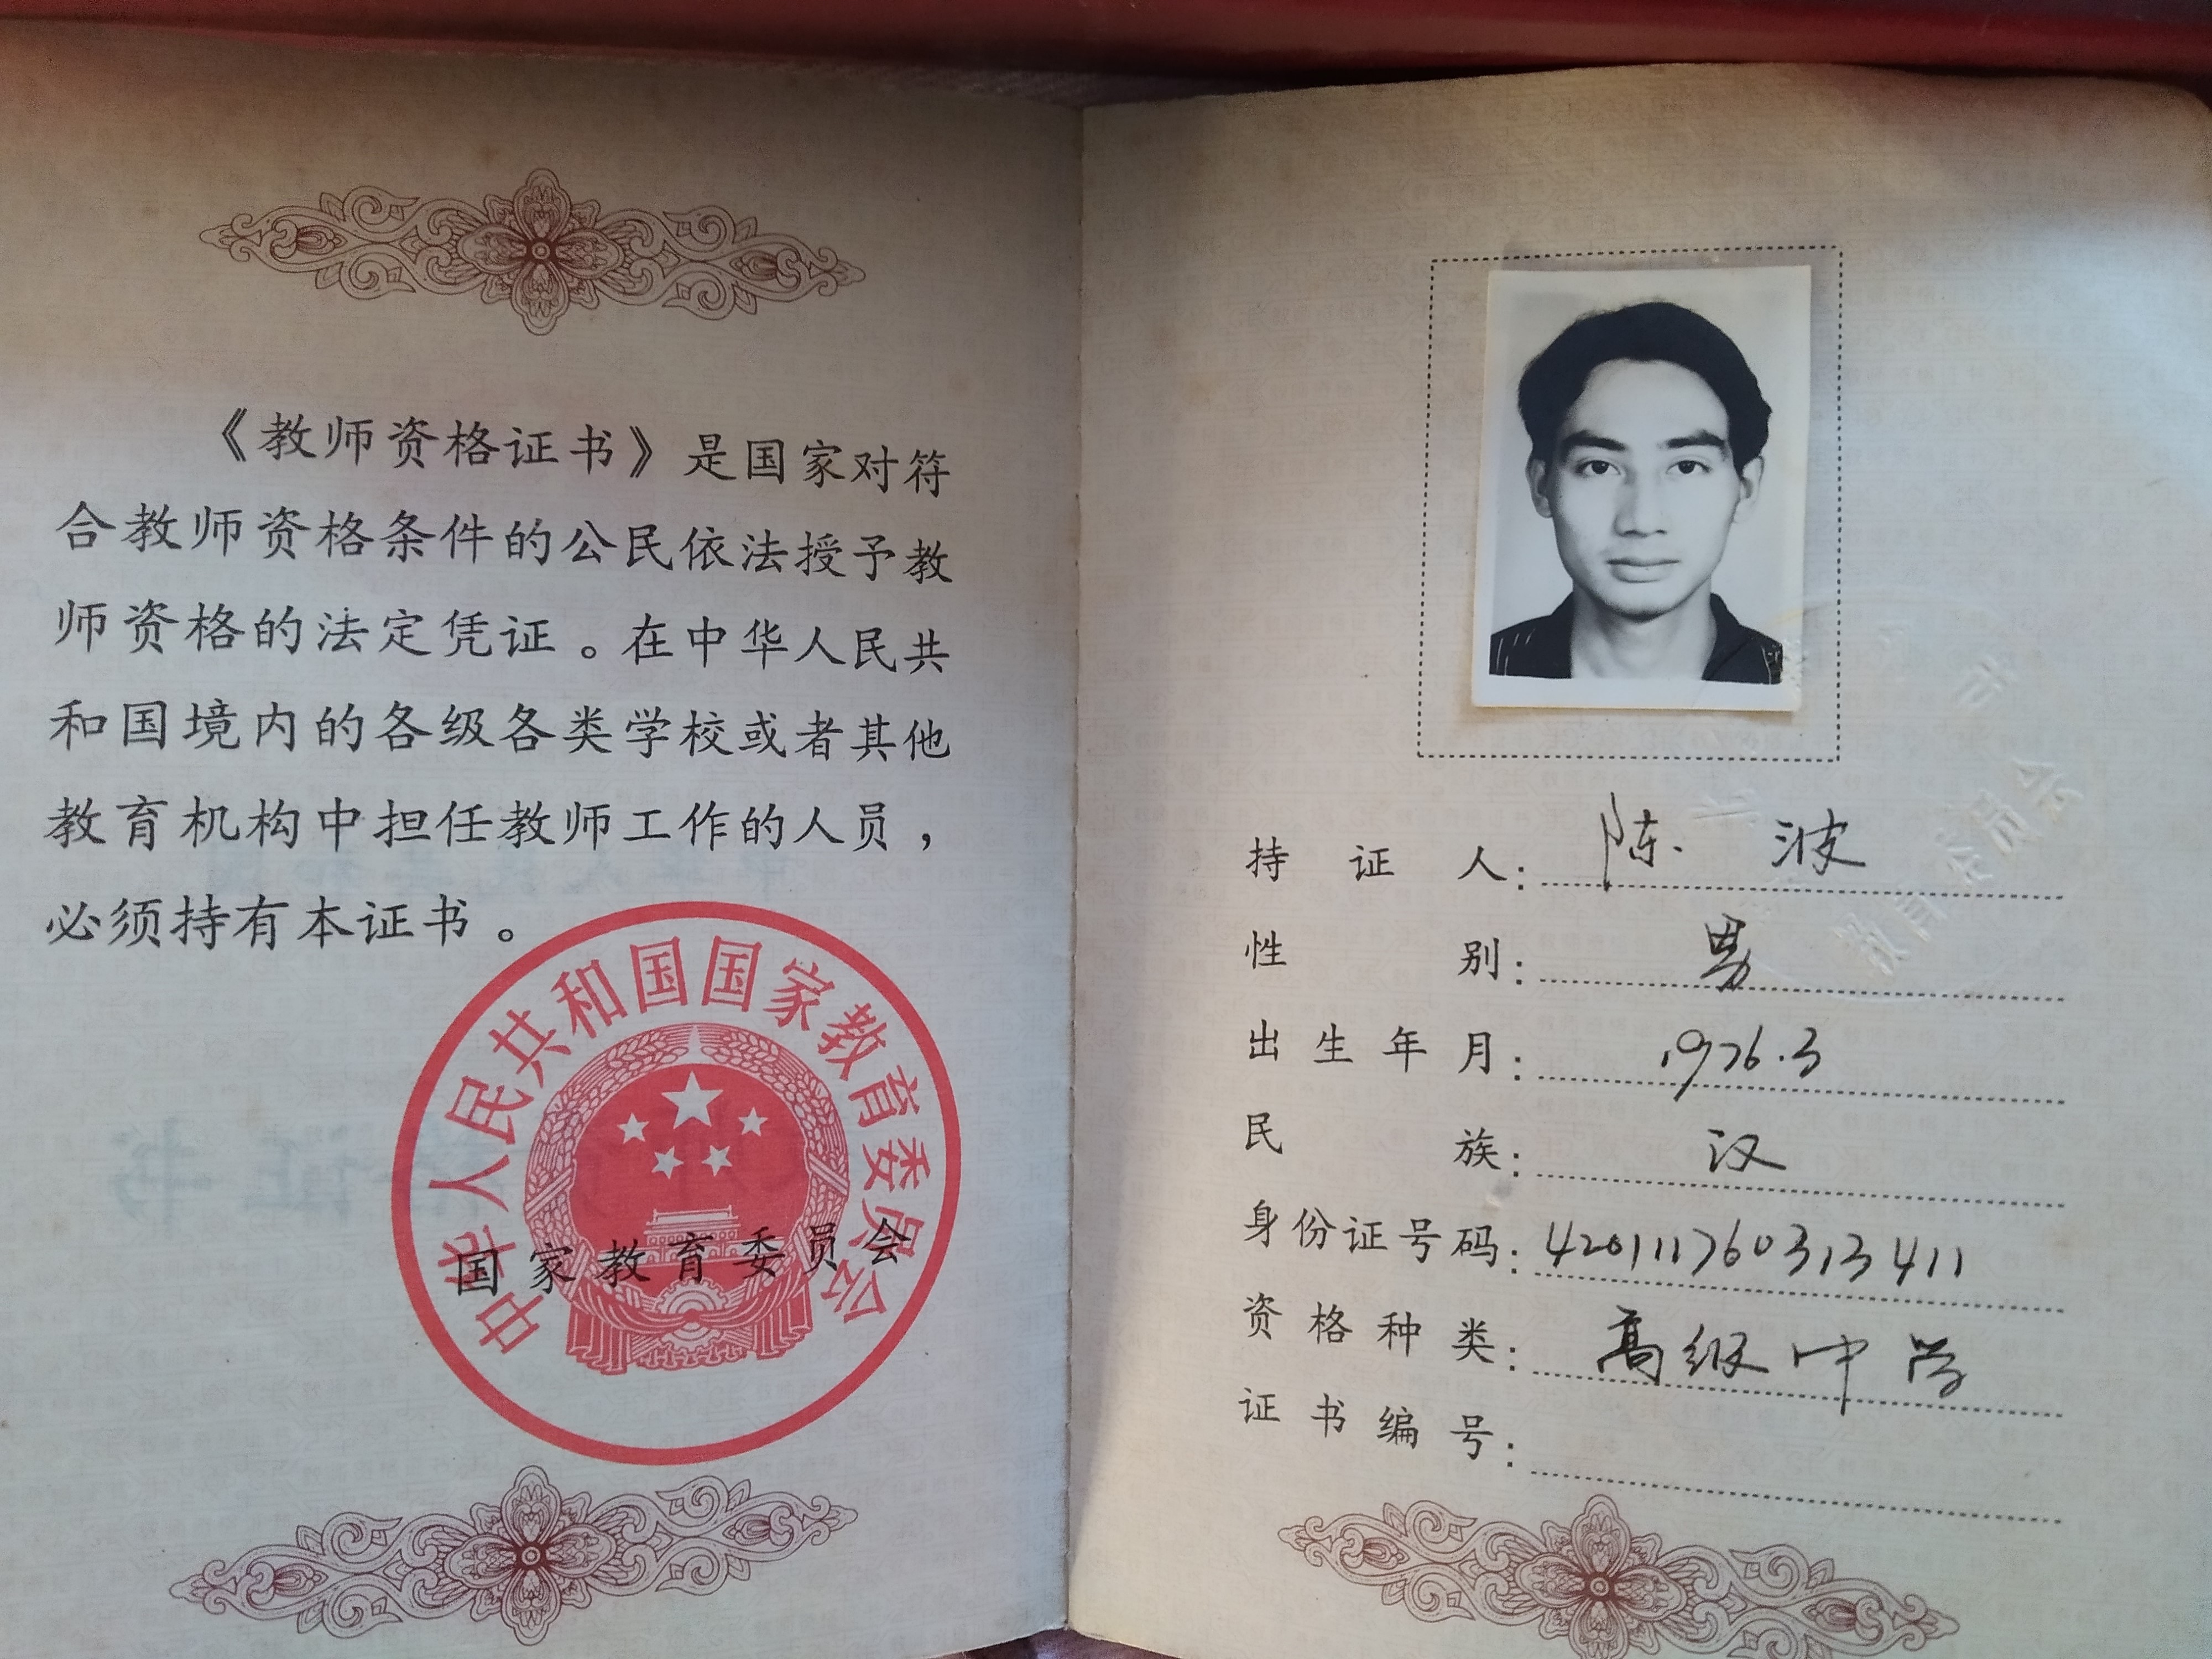 《教师资格证书》是国家对符
合教师资格条件的公民依法授予教
师资格的法定凭证。在中华人民共
和国境内的各级各类学校或者其他
教育机构中担任教师工作的人员，
必须持有本证书。
中华人民共和国国家教育委员会
国家教育委员会
持证人：陈波
性别：男
出生年月：1976.3
民族：汉
身份证号码：420111760313411
资格种类：高级中学
证书编号：
教育委员会